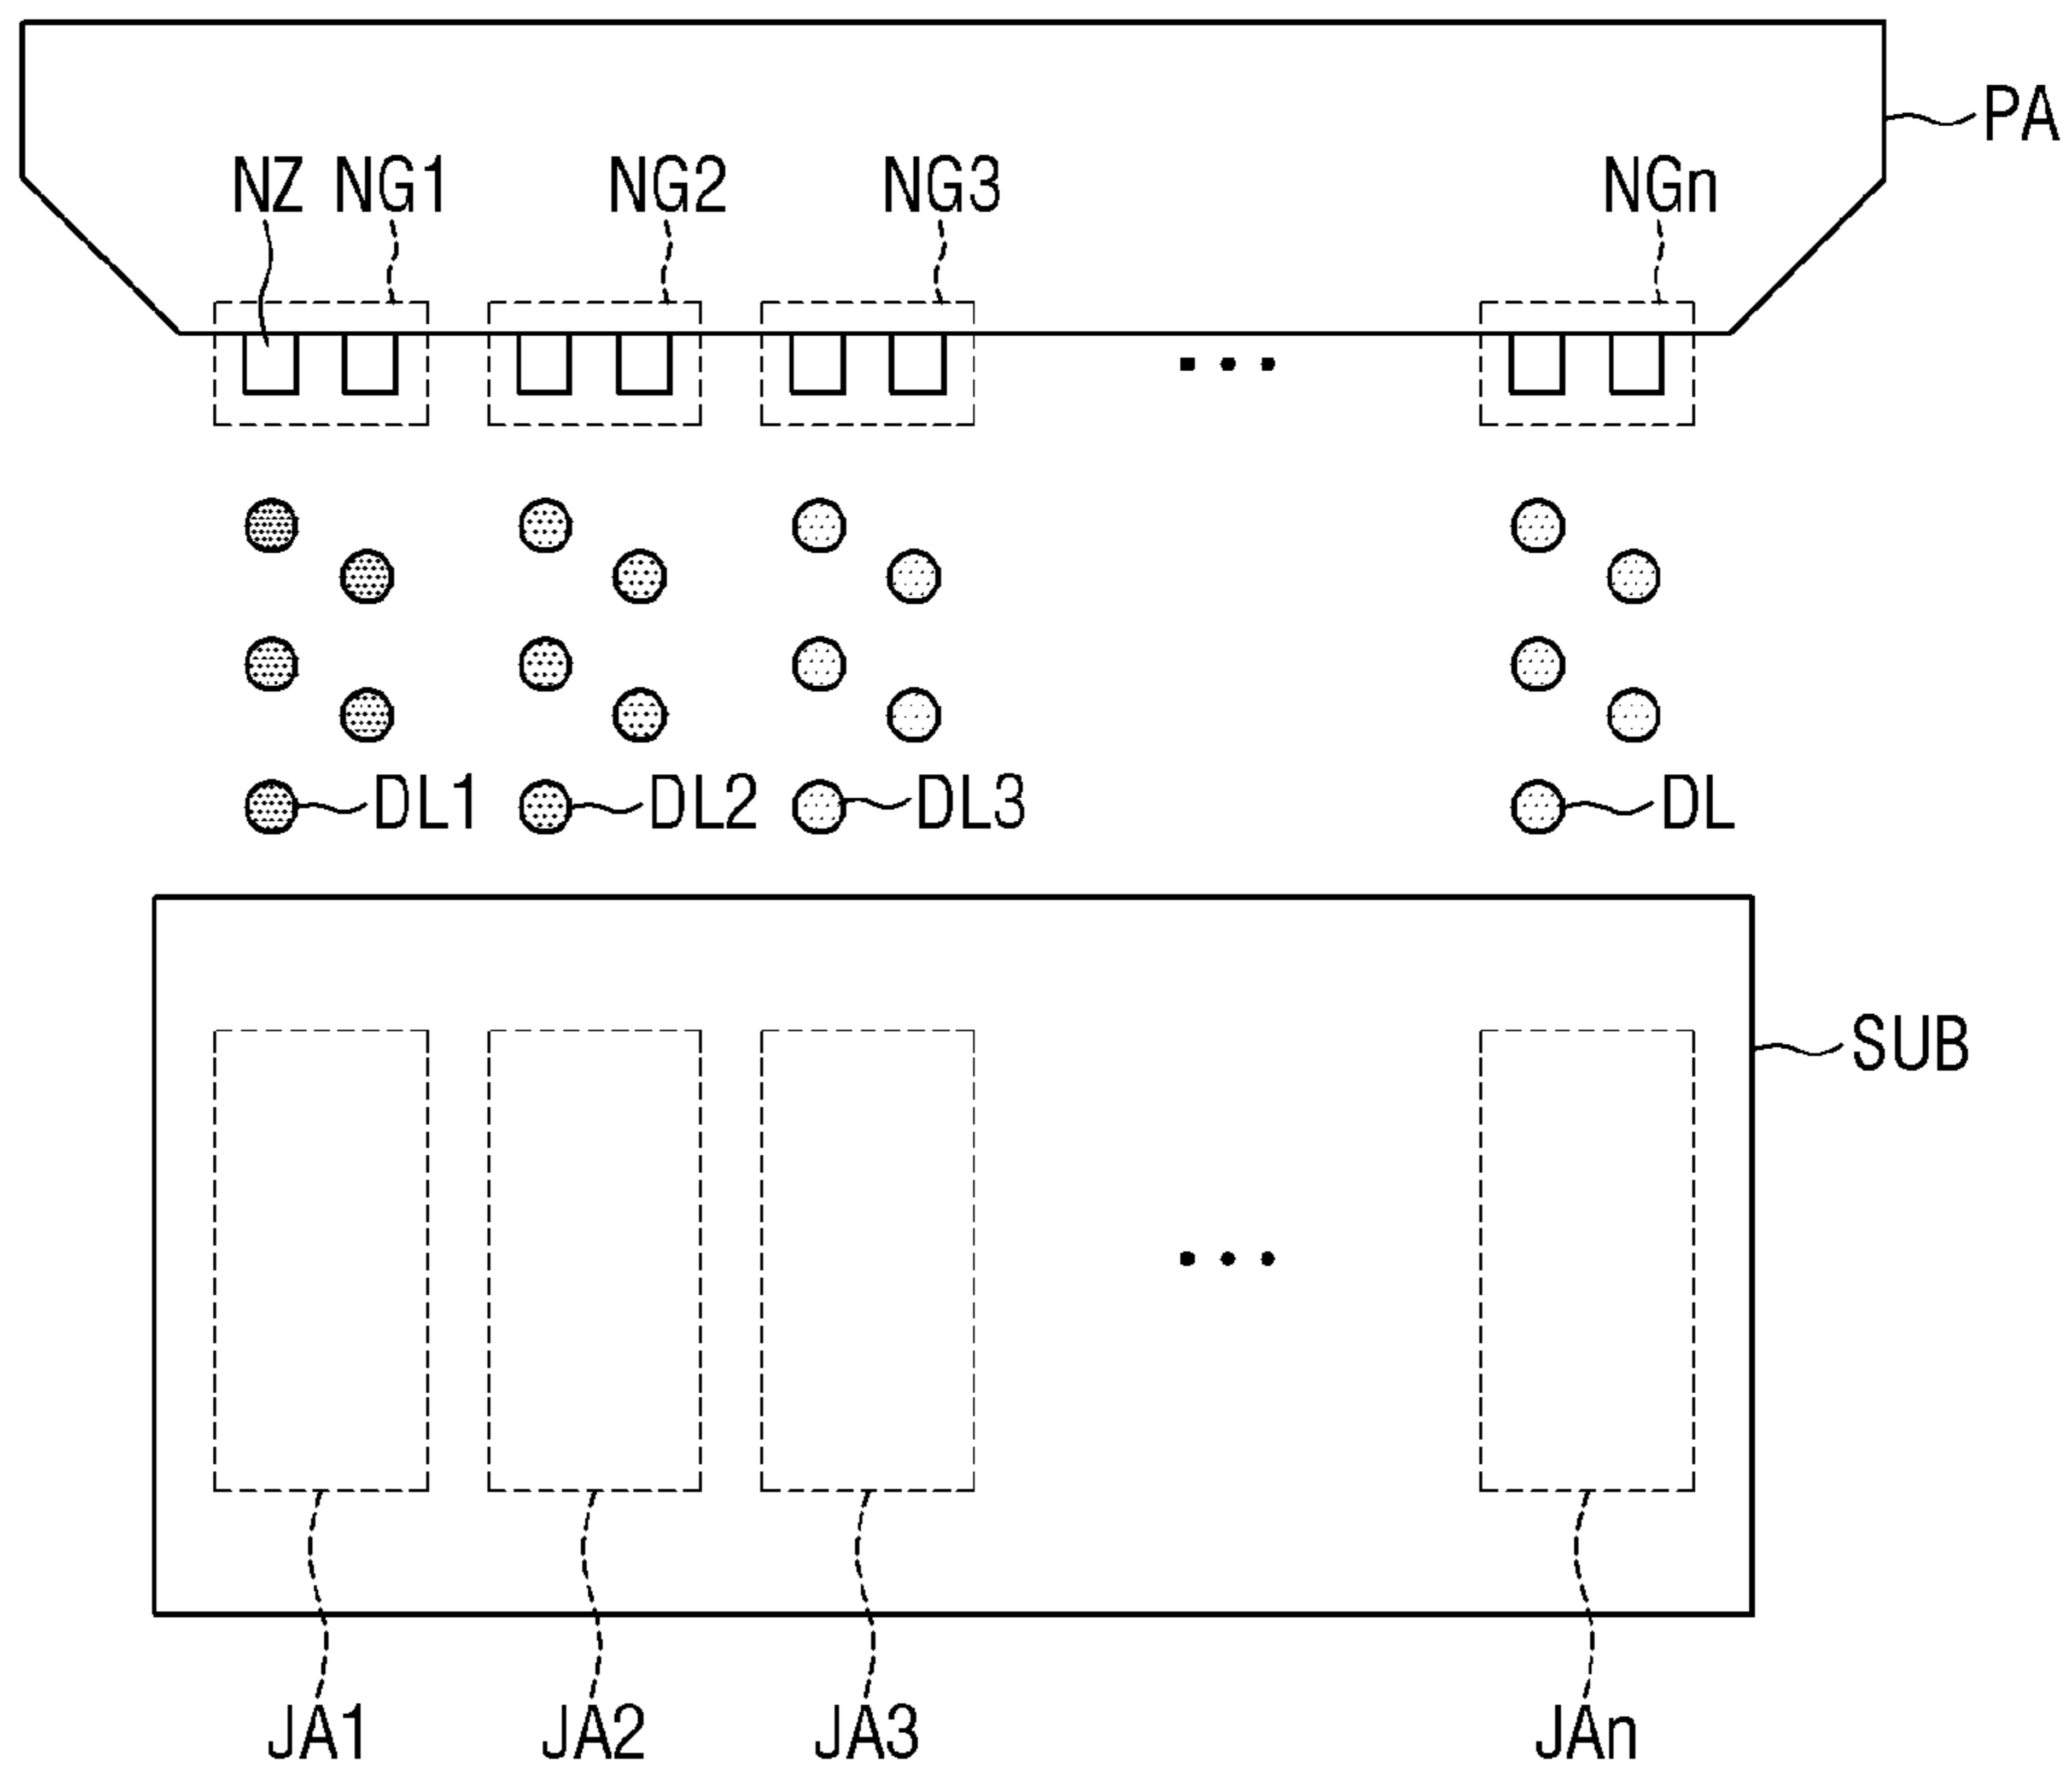 PA
NZ NG1 NG2 NG3 NGn
DL1 DL2 DL3 DL
SUB
JA1 JA2 JA3 JAn